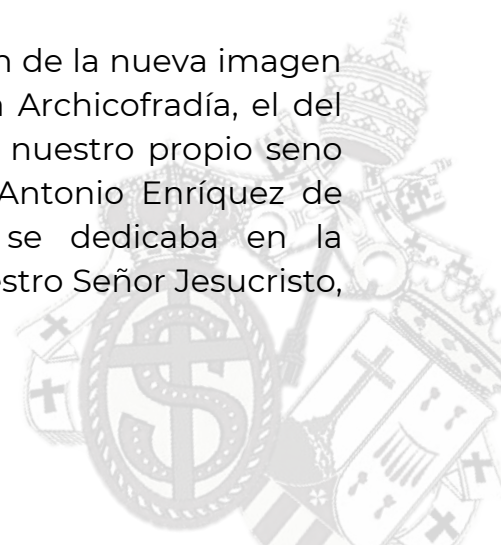 n de la nueva imagen
Archicofradía, el del
nuestro propio seno
Antonio Enríquez de
se dedicaba en la
estro Señor Jesucristo,